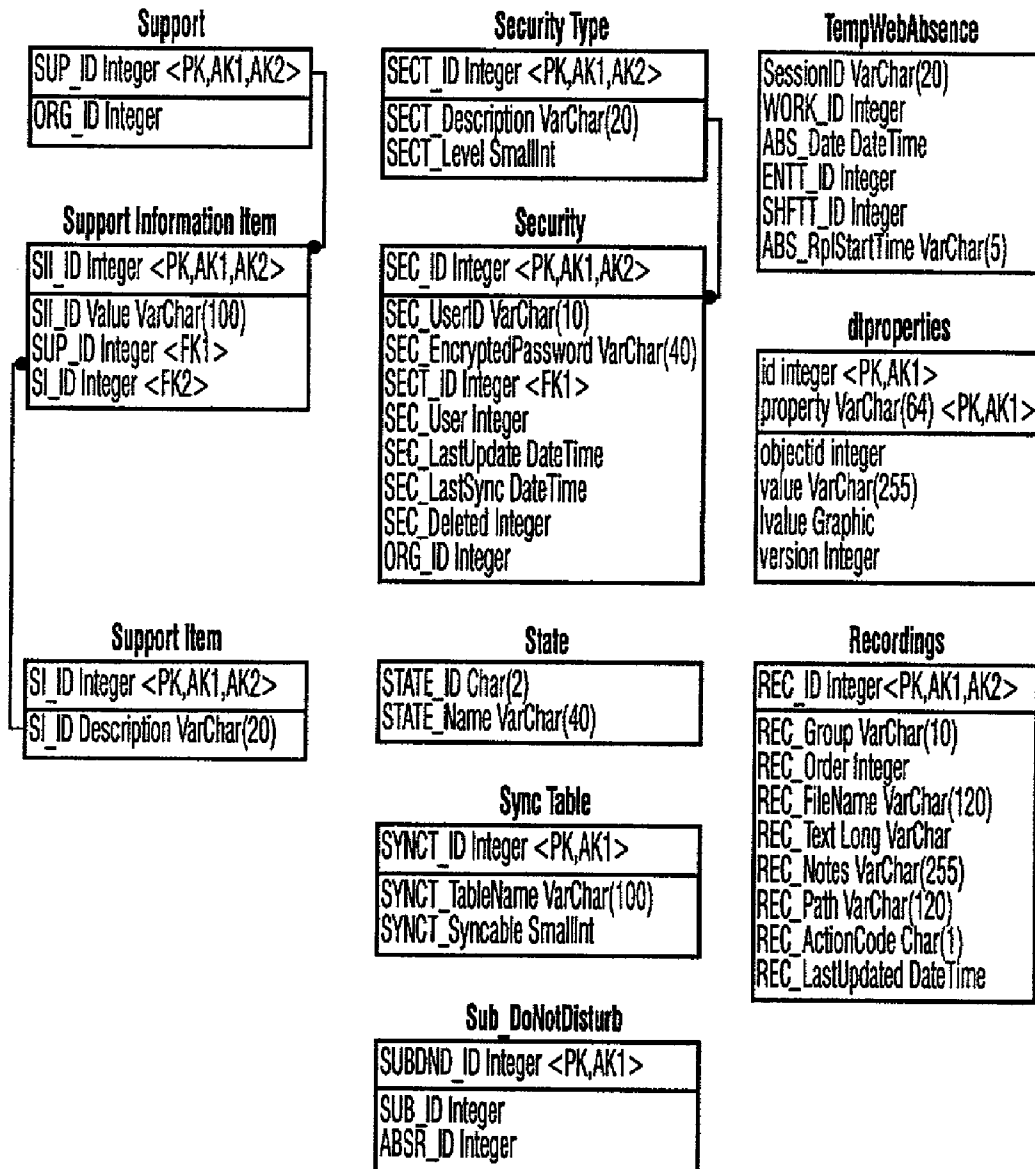 Support
SUP_ID Integer <PK,AK1,AK2>
ORG_ID Integer
Support Information Item
SII_ID Integer <PK,AK1,AK2>
SII_ID Value VarChar(100)
SUP_ID Integer <FK1>
SI_ID Integer <FK2>
Support Item
SI_ID Integer <PK,AK1,AK2>
SI_ID Description VarChar(20)
Security Type
SECT_ID Integer <PK,AK1,AK2>
SECT_Description VarChar(20)
SECT_Level SmallInt
Security
SEC_ID Integer <PK,AK1,AK2>
SEC_UserID VarChar(10)
SEC_EncryptedPassword VarChar(40)
SECT_ID Integer <FK1>
SEC_User Integer
SEC_LastUpdate DateTime
SEC_LastSync DateTime
SEC_Deleted Integer
ORG_ID Integer
State
STATE_ID Char(2)
STATE_Name VarChar(40)
Sync Table
SYNCT_ID Integer <PK,AK1>
SYNCT_TableName VarChar(100)
SYNCT_Syncable SmallInt
Sub_DoNotDisturb
SUBDND_ID Integer <PK,AK1>
SUB_ID Integer
ABSR_ID Integer
TempWebAbsence
SessionID VarChar(20)
WORK_ID Integer
ABS_Date DateTime
ENTT_ID Integer
SHFTT_ID Integer
ABS_RplStartTime VarChar(5)
dtproperties
id integer <PK,AK1>
property VarChar(64) <PK,AK1>
objectid integer
value VarChar(255)
lvalue Graphic
version Integer
Recordings
REC_ID Integer<PK,AK1,AK2>
REC_Group VarChar(10)
REC_Order Integer
REC_FileName VarChar(120)
REC_Text Long VarChar
REC_Notes VarChar(255)
REC_Path VarChar(120)
REC_ActionCode Char(1)
REC_LastUpdated DateTime